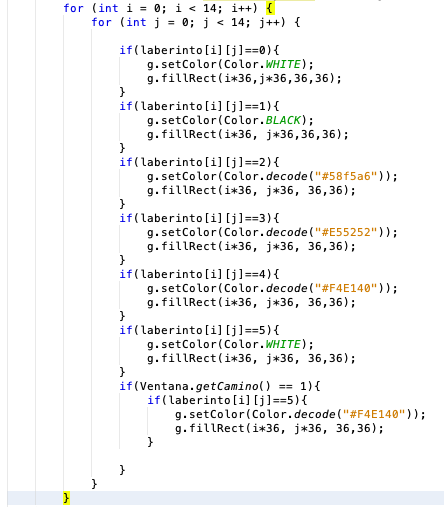 for (int i = 0; i < 14; i++) {
for (int j = 0; j < 14; j++) {
if(laberinto[i][j]==0){
g.setColor(Color.WHITE);
g.fillRect(i*36,j*36,36,36);
}
if(laberinto[i][j]==1){
g.setColor(Color.BLACK);
g.fillRect(i*36, j*36,36,36);
}
if(laberinto[i][j]==2){
g.setColor(Color.decode("#58f5a6"));
g.fillRect(i*36, j*36, 36,36);
}
if(laberinto[i][j]==3){
g.setColor(Color.decode("#E55252"));
g.fillRect(i*36, j*36, 36,36);
}
if(laberinto[i][j]==4){
g.setColor(Color.decode("#F4E140"));
g.fillRect(i*36, j*36, 36,36);
}
if(laberinto[i][j]==5){
g.setColor(Color.WHITE);
g.fillRect(i*36, j*36, 36,36);
}
if(Ventana.getCamino() == 1){
if(laberinto[i][j]==5){
g.setColor(Color.decode("#F4E140"));
g.fillRect(i*36, j*36, 36,36);
}
}
}
}